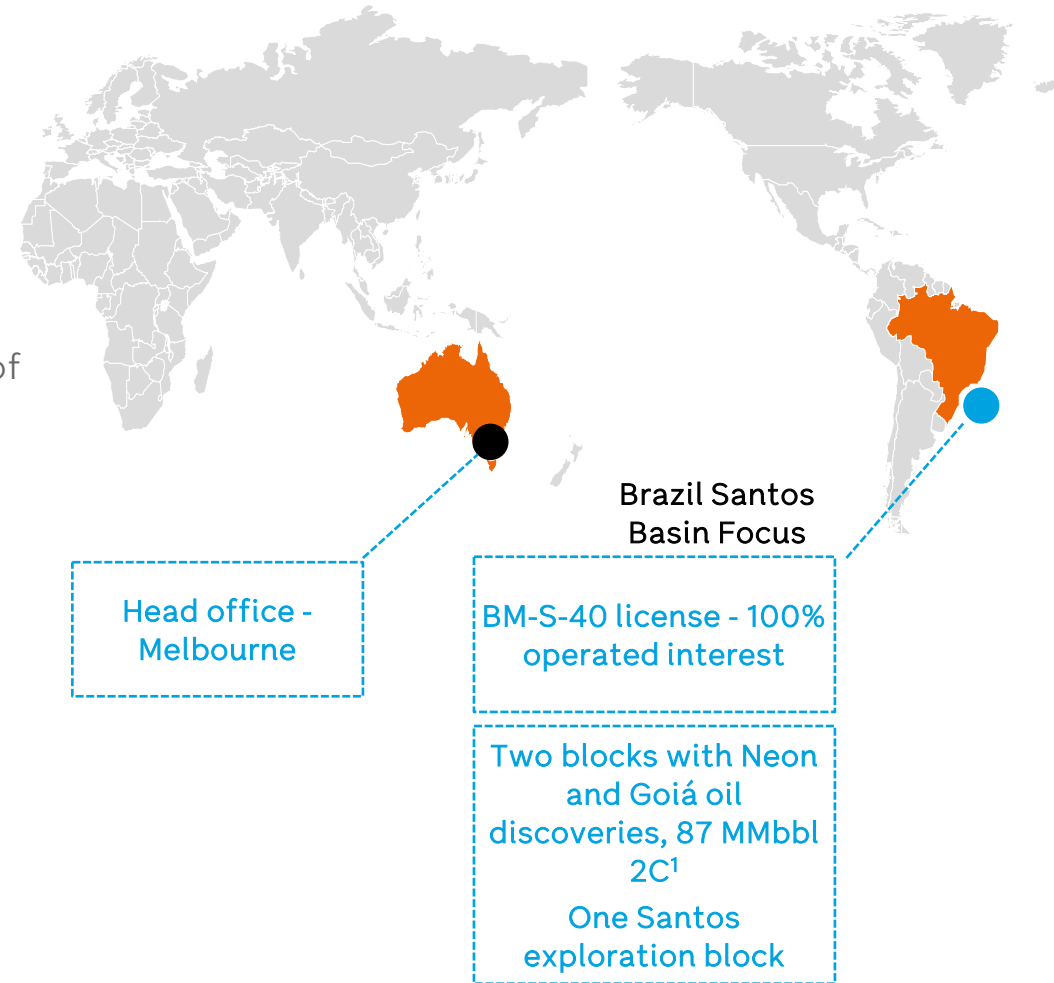 of
Brazil Santos
Basin Focus
Head office -
Melbourne
BM-S-40 license - 100%
operated interest
Two blocks with Neon
and Goiá oil
discoveries, 87 MMbbl
2C¹
One Santos
exploration block